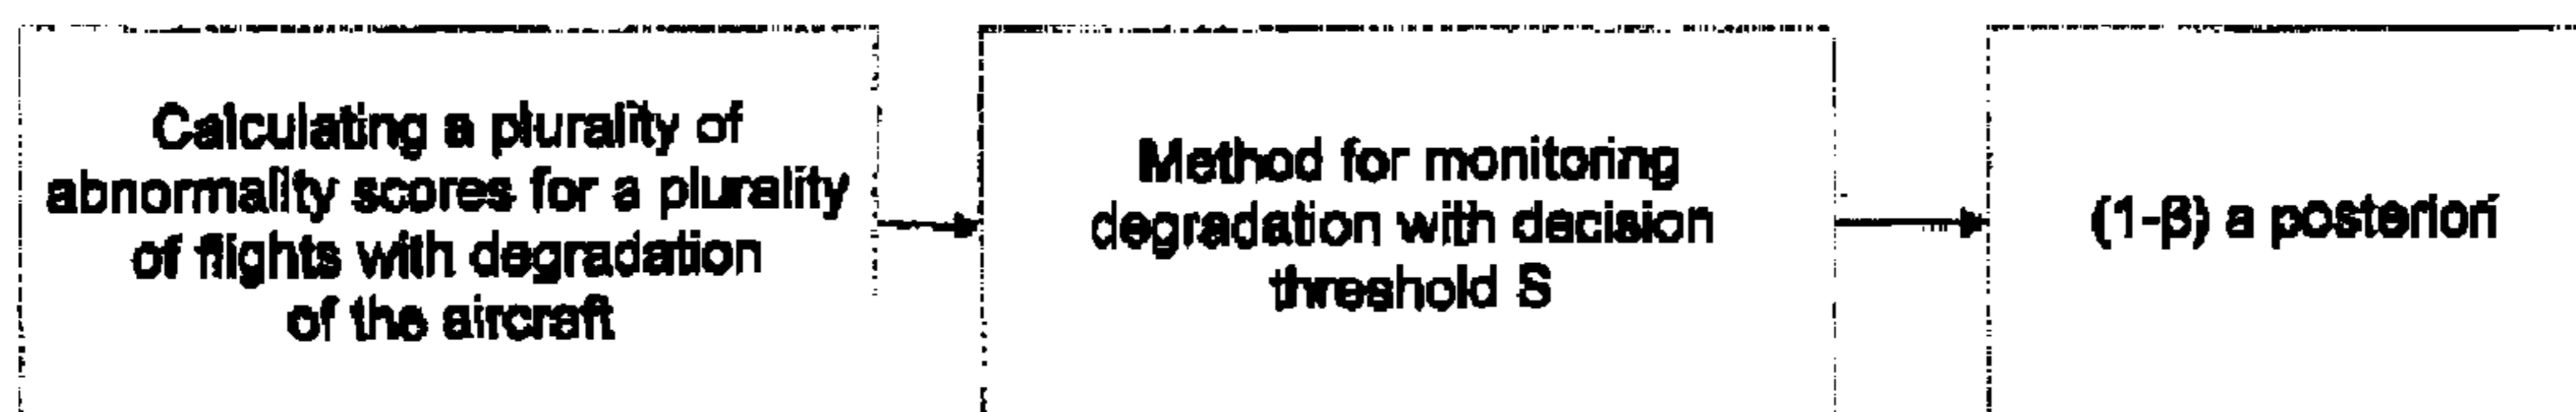 Calculating a plurality of
abnormality scores for a plurality
of flights with degradation
of the aircraft
Method for monitoring
degradation with decision
threshold S
(1-β) a posteriori